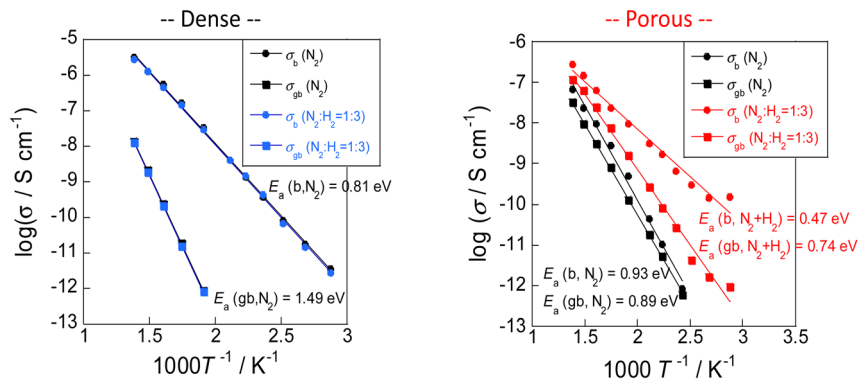 -- Dense --
-5
-6
-7
-8
-9
-10
-11
-12
-13
1
1.5
2
2.5
3
log(σ / S cm⁻¹)
1000T⁻¹ / K⁻¹
σb (N₂)
σgb (N₂)
σb (N₂:H₂=1:3)
σgb (N₂:H₂=1:3)
Ea (b,N₂) = 0.81 eV
Ea (gb,N₂) = 1.49 eV
-- Porous --
-6
-7
-8
-9
-10
-11
-12
-13
1
1.5
2
2.5
3
3.5
log (σ / S cm⁻¹)
1000 T⁻¹ / K⁻¹
σb (N₂)
σgb (N₂)
σb (N₂:H₂=1:3)
σgb (N₂:H₂=1:3)
Ea (b, N₂+H₂) = 0.47 eV
Ea (gb, N₂+H₂) = 0.74 eV
Ea (b, N₂) = 0.93 eV
Ea (gb, N₂) = 0.89 eV